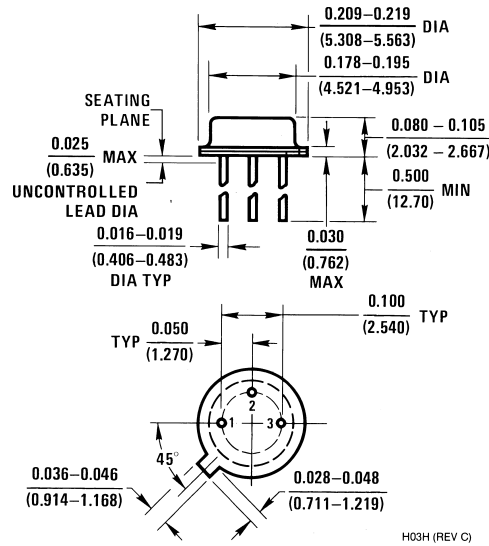 0.209–0.219 DIA
(5.308–5.563)
0.178–0.195 DIA
(4.521–4.953)
SEATING
PLANE
0.025 MAX
(0.635)
0.080 – 0.105
(2.032 – 2.667)
UNCONTROLLED
LEAD DIA
0.500 MIN
(12.70)
0.016–0.019
(0.406–0.483)
DIA TYP
0.030
(0.762)
MAX
0.100 TYP
(2.540)
TYP 0.050
(1.270)
2
1 3
45°
0.036–0.046
(0.914–1.168)
0.028–0.048
(0.711–1.219)
H03H (REV C)